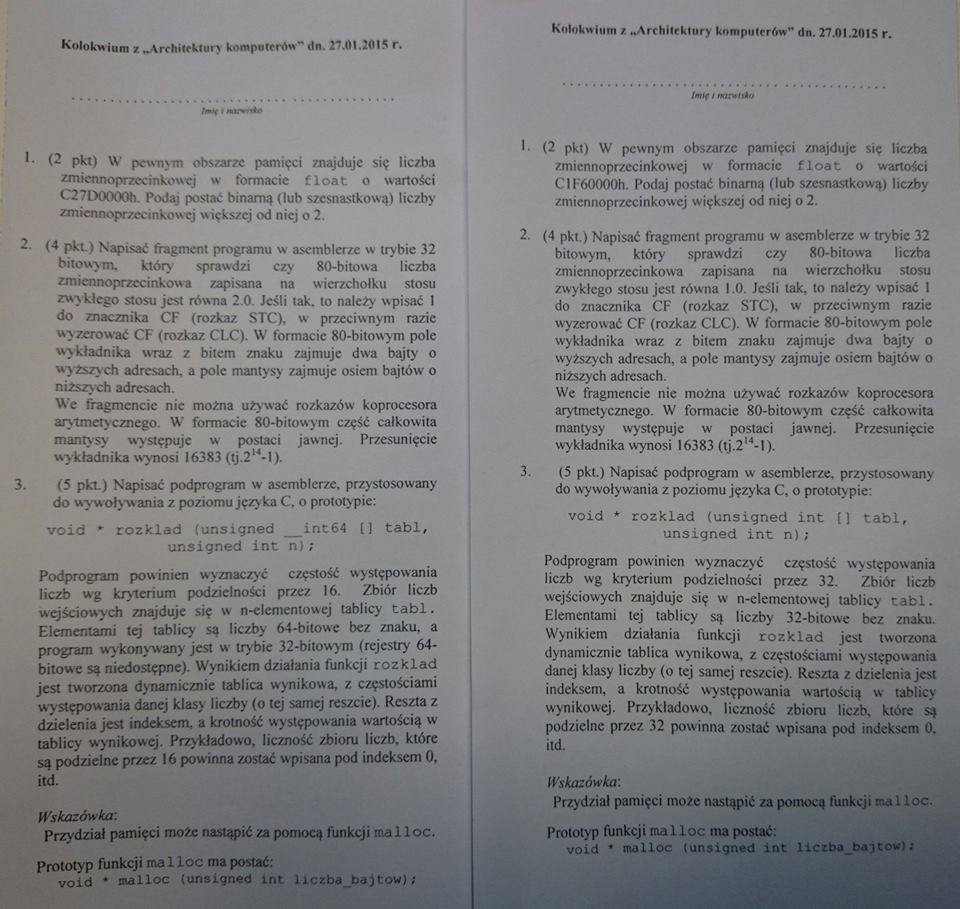 Kolokwium z „Architektury komputerów” dn. 27.01.2015 r.
Imię i nazwisko
1. (2 pkt) W pewnym obszarze pamięci znajduje się liczba
zmiennoprzecinkowej w formacie float o wartości
C27D0000h. Podaj postać binarną (lub szesnastkową) liczby
zmiennoprzecinkowej większej od niej o 2.
2. (4 pkt.) Napisać fragment programu w asemblerze w trybie 32
bitowym, który sprawdzi czy 80-bitowa liczba
zmiennoprzecinkowa zapisana na wierzchołku stosu
zwykłego stosu jest równa 2.0. Jeśli tak, to należy wpisać 1
do znacznika CF (rozkaz STC), w przeciwnym razie
wyzerować CF (rozkaz CLC). W formacie 80-bitowym pole
wykładnika wraz z bitem znaku zajmuje dwa bajty o
wyższych adresach, a pole mantysy zajmuje osiem bajtów o
niższych adresach.
We fragmencie nie można używać rozkazów koprocesora
arytmetycznego. W formacie 80-bitowym część całkowita
mantysy występuje w postaci jawnej. Przesunięcie
wykładnika wynosi 16383 (tj.2¹⁴-1).
3. (5 pkt.) Napisać podprogram w asemblerze, przystosowany
do wywoływania z poziomu języka C, o prototypie:
void * rozklad (unsigned __int64 [] tabl,
unsigned int n);
Podprogram powinien wyznaczyć częstość występowania
liczb wg kryterium podzielności przez 16. Zbiór liczb
wejściowych znajduje się w n-elementowej tablicy tabl.
Elementami tej tablicy są liczby 64-bitowe bez znaku, a
program wykonywany jest w trybie 32-bitowym (rejestry 64-
bitowe są niedostępne). Wynikiem działania funkcji rozklad
jest tworzona dynamicznie tablica wynikowa, z częstościami
występowania danej klasy liczby (o tej samej reszcie). Reszta z
dzielenia jest indeksem, a krotność występowania wartością w
tablicy wynikowej. Przykładowo, liczność zbioru liczb, które
są podzielne przez 16 powinna zostać wpisana pod indeksem 0,
itd.
Wskazówka:
Przydział pamięci może nastąpić za pomocą funkcji malloc.
Prototyp funkcji malloc ma postać:
void * malloc (unsigned int liczba_bajtow);
Kolokwium z „Architektury komputerów” dn. 27.01.2015 r.
Imię i nazwisko
1. (2 pkt) W pewnym obszarze pamięci znajduje się liczba
zmiennoprzecinkowej w formacie float o wartości
C1F60000h. Podaj postać binarną (lub szesnastkową) liczby
zmiennoprzecinkowej większej od niej o 2.
2. (4 pkt.) Napisać fragment programu w asemblerze w trybie 32
bitowym, który sprawdzi czy 80-bitowa liczba
zmiennoprzecinkowa zapisana na wierzchołku stosu
zwykłego stosu jest równa 1.0. Jeśli tak, to należy wpisać 1
do znacznika CF (rozkaz STC), w przeciwnym razie
wyzerować CF (rozkaz CLC). W formacie 80-bitowym pole
wykładnika wraz z bitem znaku zajmuje dwa bajty o
wyższych adresach, a pole mantysy zajmuje osiem bajtów o
niższych adresach.
We fragmencie nie można używać rozkazów koprocesora
arytmetycznego. W formacie 80-bitowym część całkowita
mantysy występuje w postaci jawnej. Przesunięcie
wykładnika wynosi 16383 (tj.2¹⁴-1).
3. (5 pkt.) Napisać podprogram w asemblerze, przystosowany
do wywoływania z poziomu języka C, o prototypie:
void * rozklad (unsigned int [] tabl,
unsigned int n);
Podprogram powinien wyznaczyć częstość występowania
liczb wg kryterium podzielności przez 32. Zbiór liczb
wejściowych znajduje się w n-elementowej tablicy tabl.
Elementami tej tablicy są liczby 32-bitowe bez znaku.
Wynikiem działania funkcji rozklad jest tworzona
dynamicznie tablica wynikowa, z częstościami występowania
danej klasy liczby (o tej samej reszcie). Reszta z dzielenia jest
indeksem, a krotność występowania wartością w tablicy
wynikowej. Przykładowo, liczność zbioru liczb, które są
podzielne przez 32 powinna zostać wpisana pod indeksem 0,
itd.
Wskazówka:
Przydział pamięci może nastąpić za pomocą funkcji malloc.
Prototyp funkcji malloc ma postać:
void * malloc (unsigned int liczba_bajtow);